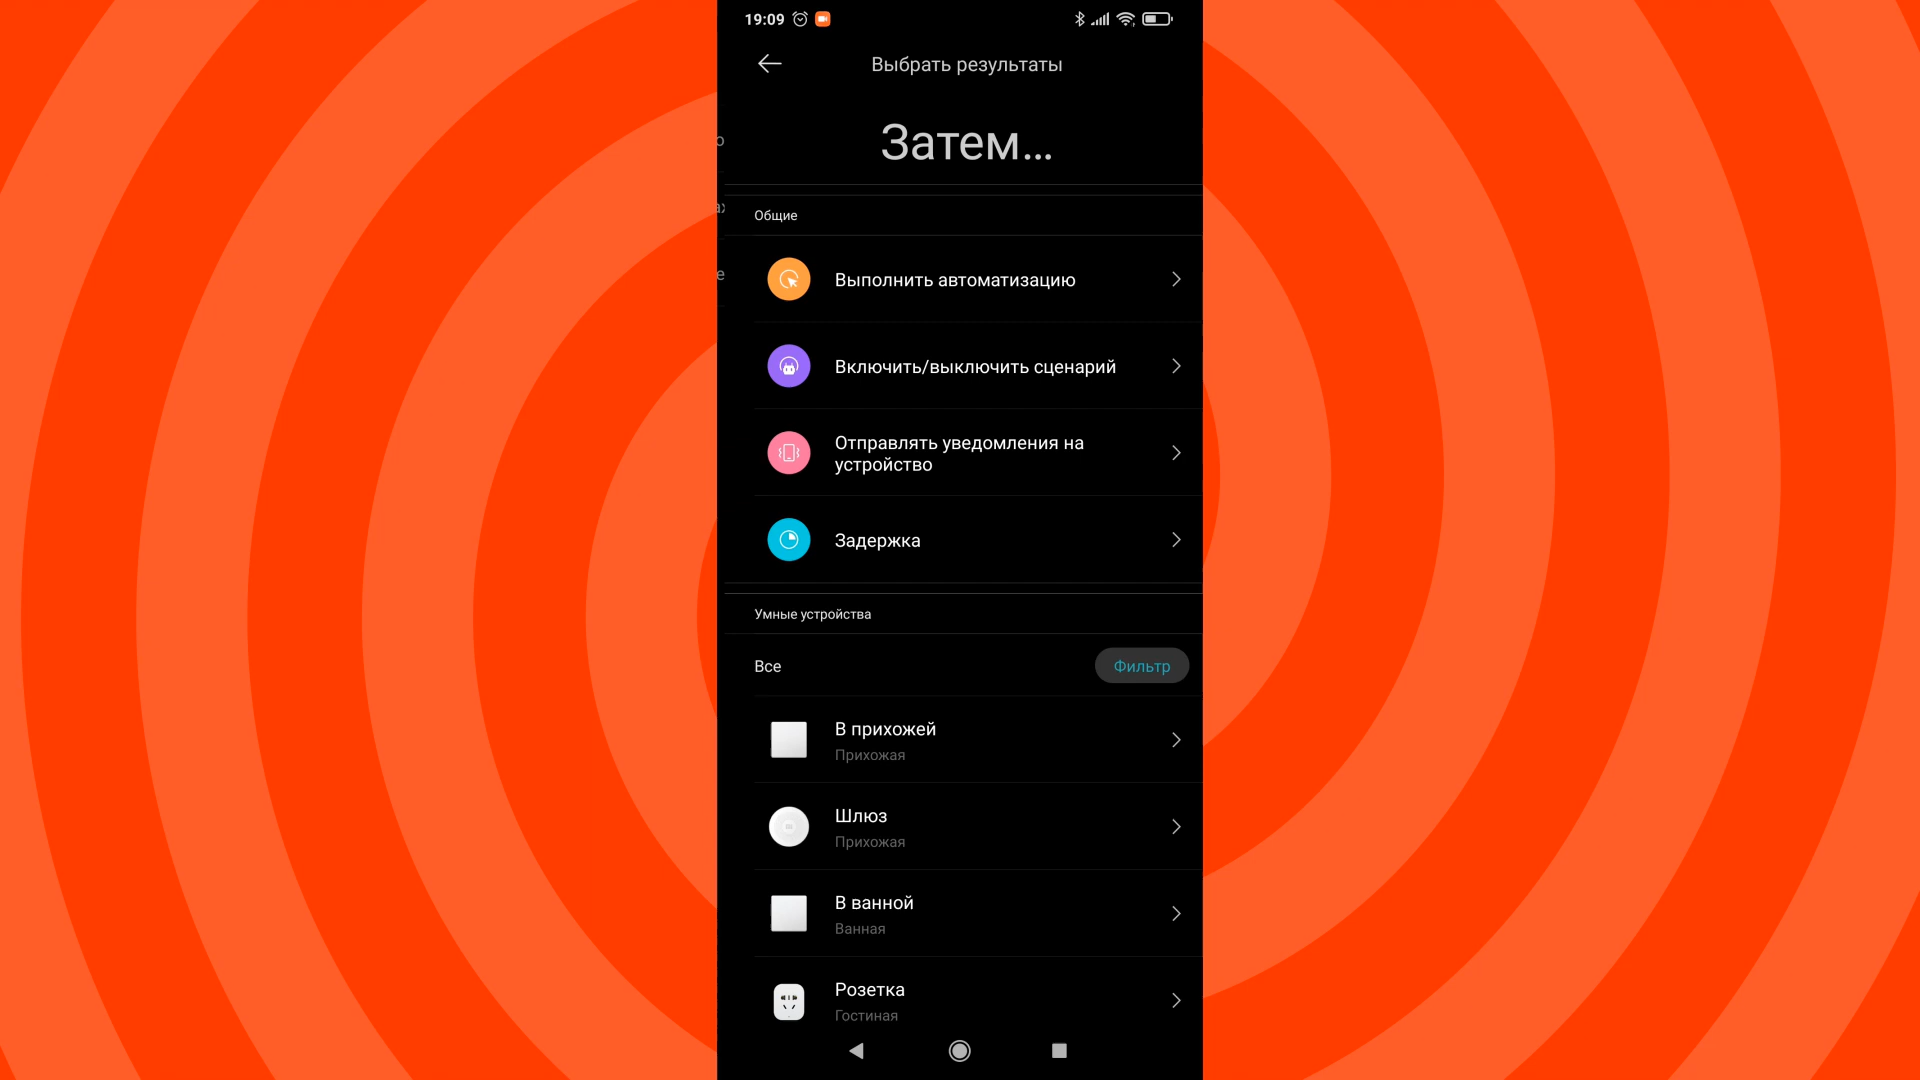 19:09
Выбрать результаты
Затем...
Общие
Выполнить автоматизацию
Включить/выключить сценарий
Отправлять уведомления на
устройство
Задержка
Умные устройства
Все
Фильтр
В прихожей
Прихожая
Шлюз
Прихожая
В ванной
Ванная
Розетка
Гостиная